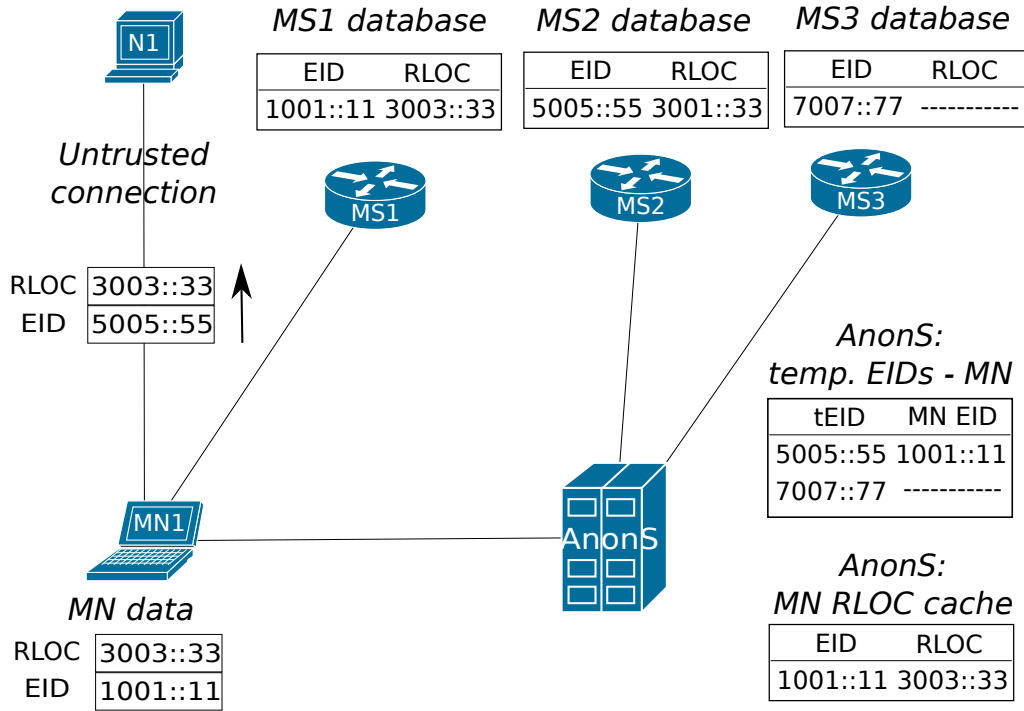 MS1 database
MS2 database
MS3 database
N1
EID RLOC
1001::11 3003::33
EID RLOC
5005::55 3001::33
EID RLOC
7007::77 -----------
Untrusted
connection
MS1
MS2
MS3
RLOC 3003::33
EID 5005::55
AnonS:
temp. EIDs - MN
tEID MN EID
5005::55 1001::11
7007::77 -----------
MN1
AnonS
MN data
RLOC 3003::33
EID 1001::11
AnonS:
MN RLOC cache
EID RLOC
1001::11 3003::33